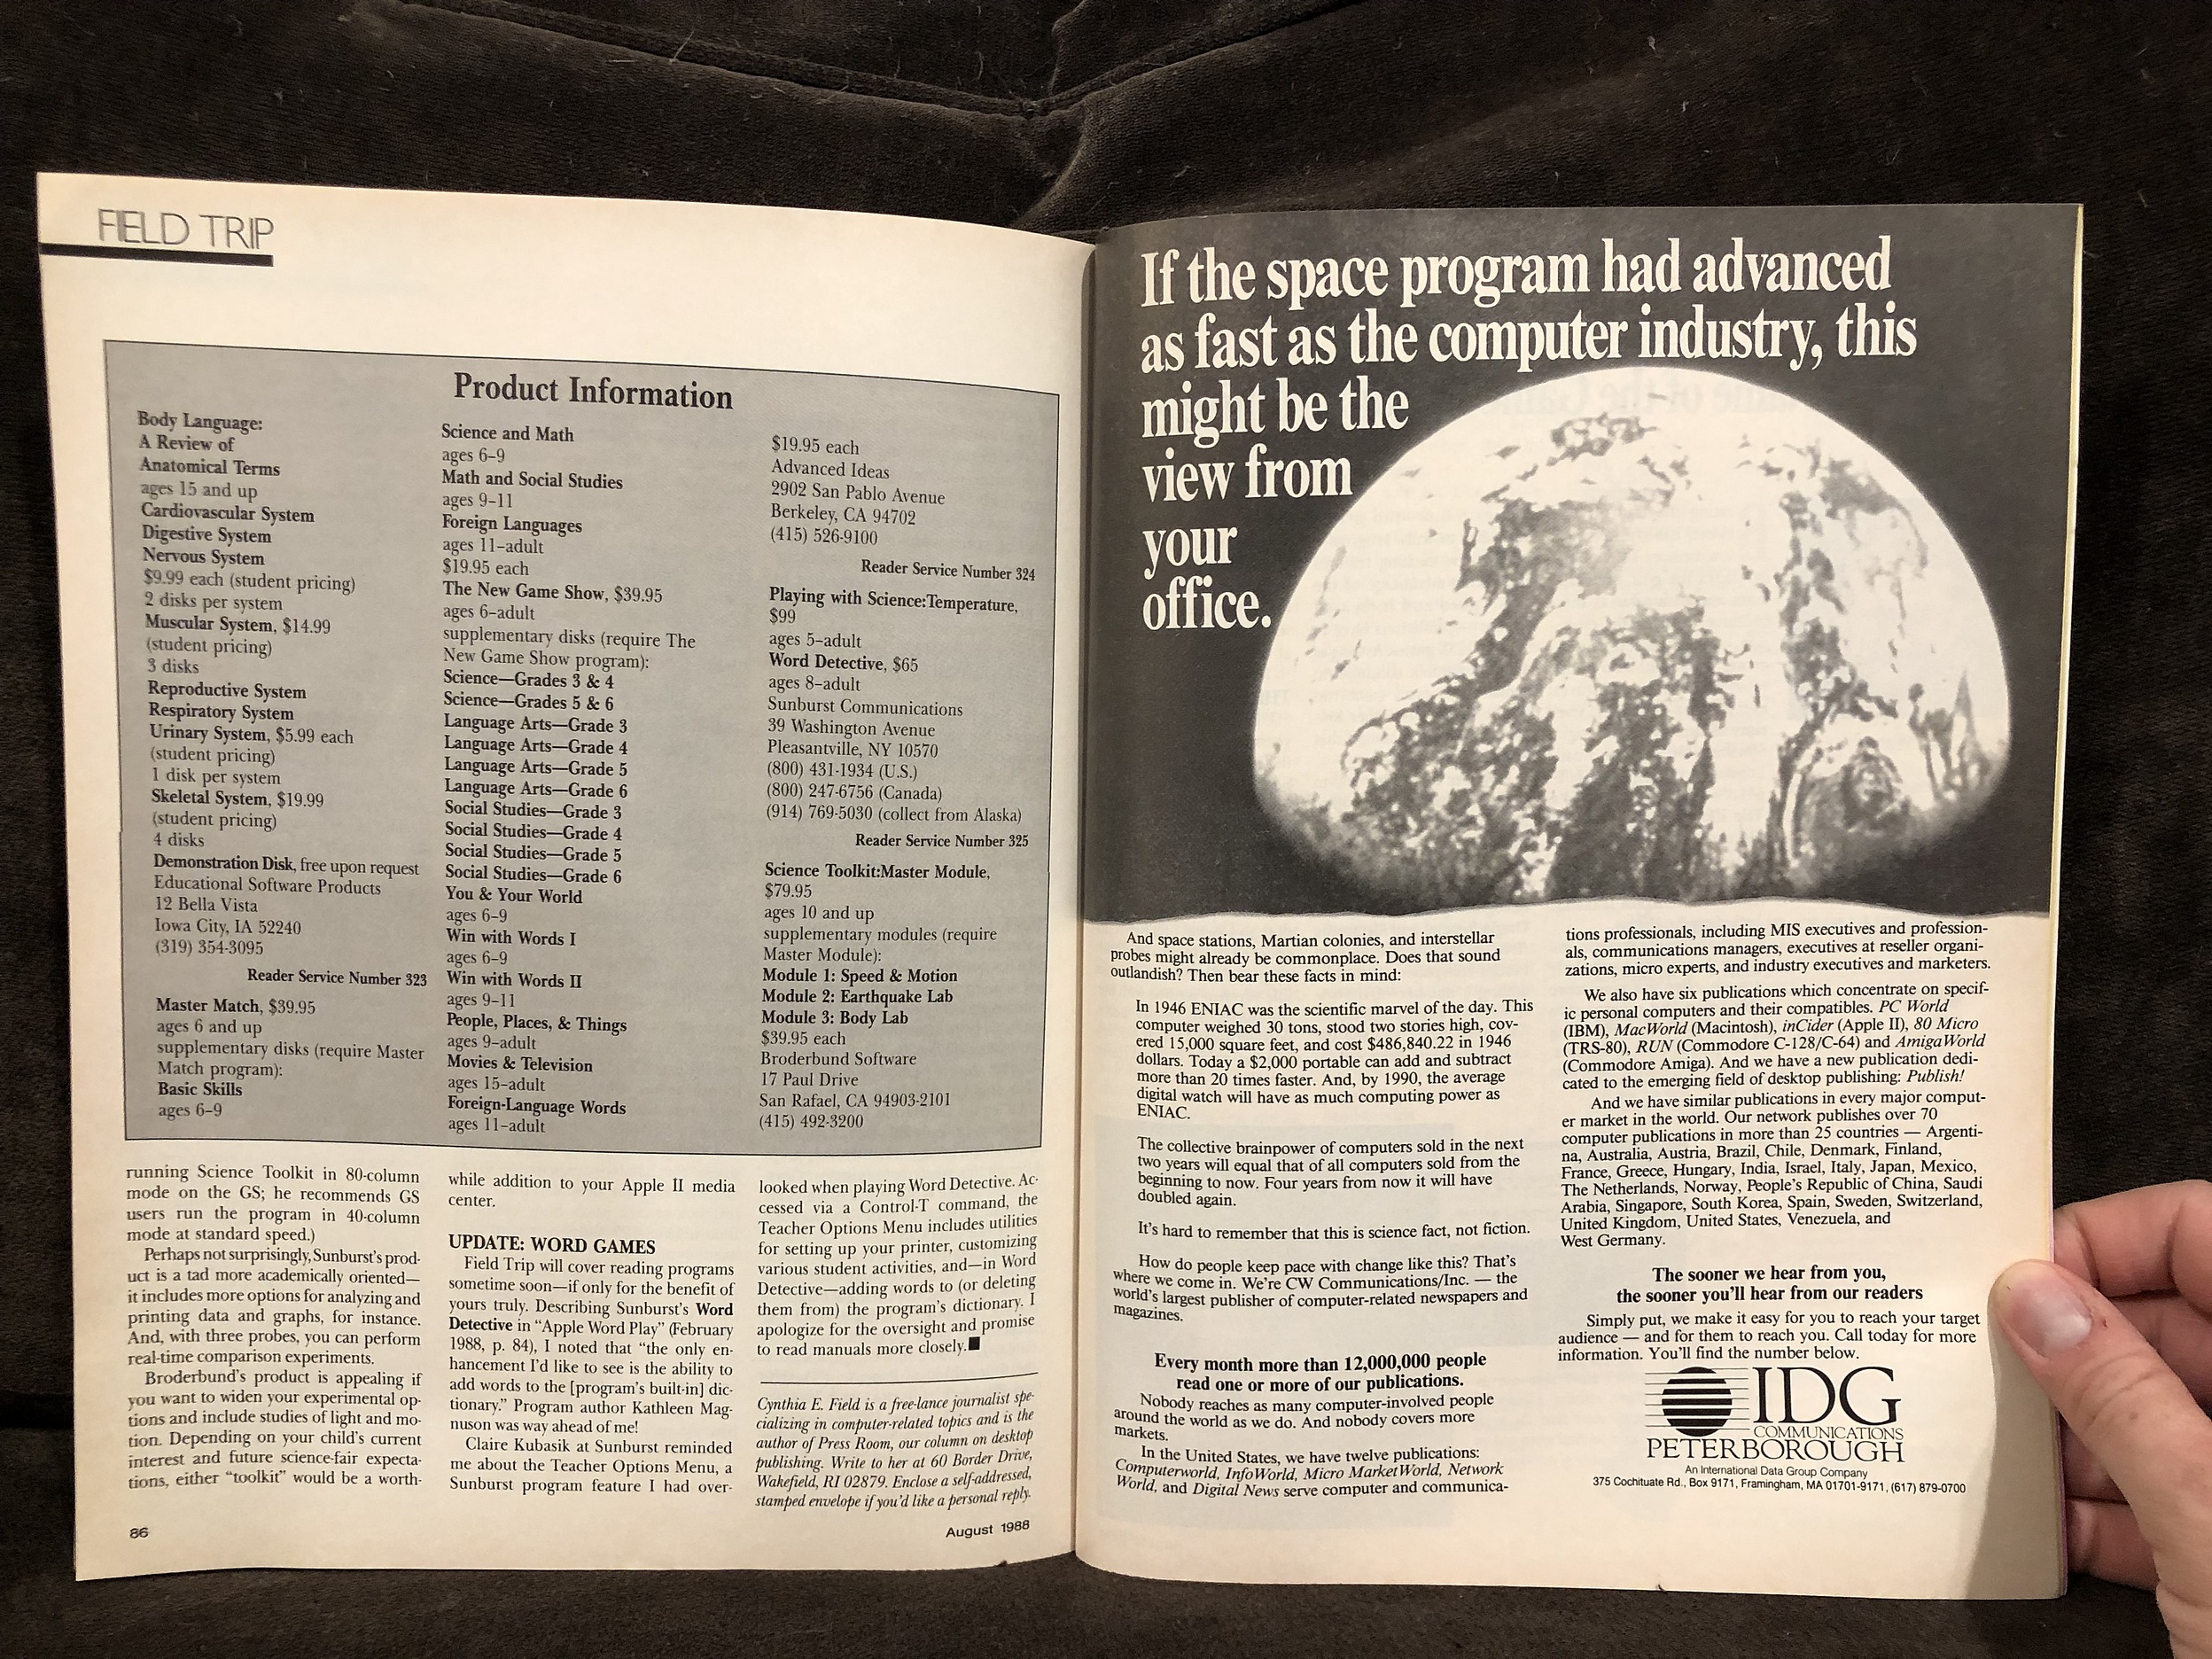 FIELD TRIP
Product Information
Body Language:
A Review of
Anatomical Terms
ages 15 and up
Cardiovascular System
Digestive System
Nervous System
$9.99 each (student pricing)
2 disks per system
Muscular System, $14.99
(student pricing)
3 disks
Reproductive System
Respiratory System
Urinary System, $5.99 each
(student pricing)
1 disk per system
Skeletal System, $19.99
(student pricing)
4 disks
Demonstration Disk, free upon request
Educational Software Products
12 Bella Vista
Iowa City, IA 52240
(319) 354-3095
Reader Service Number 323
Master Match, $39.95
ages 6 and up
supplementary disks (require Master
Match program):
Basic Skills
ages 6–9
Science and Math
ages 6–9
Math and Social Studies
ages 9–11
Foreign Languages
ages 11–adult
$19.95 each
The New Game Show, $39.95
ages 6–adult
supplementary disks (require The
New Game Show program):
Science—Grades 3 & 4
Science—Grades 5 & 6
Language Arts—Grade 3
Language Arts—Grade 4
Language Arts—Grade 5
Language Arts—Grade 6
Social Studies—Grade 3
Social Studies—Grade 4
Social Studies—Grade 5
Social Studies—Grade 6
You & Your World
ages 6–9
Win with Words I
ages 6–9
Win with Words II
ages 9–11
People, Places, & Things
ages 9–adult
Movies & Television
ages 15–adult
Foreign-Language Words
ages 11–adult
$19.95 each
Advanced Ideas
2902 San Pablo Avenue
Berkeley, CA 94702
(415) 526-9100
Reader Service Number 324
Playing with Science:Temperature,
$99
ages 5–adult
Word Detective, $65
ages 8–adult
Sunburst Communications
39 Washington Avenue
Pleasantville, NY 10570
(800) 431-1934 (U.S.)
(800) 247-6756 (Canada)
(914) 769-5030 (collect from Alaska)
Reader Service Number 325
Science Toolkit:Master Module,
$79.95
ages 10 and up
supplementary modules (require
Master Module):
Module 1: Speed & Motion
Module 2: Earthquake Lab
Module 3: Body Lab
$39.95 each
Broderbund Software
17 Paul Drive
San Rafael, CA 94903-2101
(415) 492-3200
running Science Toolkit in 80-column
mode on the GS; he recommends GS
users run the program in 40-column
mode at standard speed.)
Perhaps not surprisingly, Sunburst's prod-
uct is a tad more academically oriented—
it includes more options for analyzing and
printing data and graphs, for instance.
And, with three probes, you can perform
real-time comparison experiments.
Broderbund's product is appealing if
you want to widen your experimental op-
tions and include studies of light and mo-
tion. Depending on your child's current
interest and future science-fair expecta-
tions, either “toolkit” would be a worth-
while addition to your Apple II media
center.
UPDATE: WORD GAMES
Field Trip will cover reading programs
sometime soon—if only for the benefit of
yours truly. Describing Sunburst's Word
Detective in “Apple Word Play” (February
1988, p. 84), I noted that “the only en-
hancement I'd like to see is the ability to
add words to the [program's built-in] dic-
tionary.” Program author Kathleen Mag-
nuson was way ahead of me!
Claire Kubasik at Sunburst reminded
me about the Teacher Options Menu, a
Sunburst program feature I had over-
looked when playing Word Detective. Ac-
cessed via a Control-T command, the
Teacher Options Menu includes utilities
for setting up your printer, customizing
various student activities, and—in Word
Detective—adding words to (or deleting
them from) the program's dictionary. I
apologize for the oversight and promise
to read manuals more closely.■
Cynthia E. Field is a free-lance journalist spe-
cializing in computer-related topics and is the
author of Press Room, our column on desktop
publishing. Write to her at 60 Border Drive,
Wakefield, RI 02879. Enclose a self-addressed,
stamped envelope if you'd like a personal reply.
86
August 1988
If the space program had advanced
as fast as the computer industry, this
might be the
view from
your
office.
And space stations, Martian colonies, and interstellar
probes might already be commonplace. Does that sound
outlandish? Then bear these facts in mind:
In 1946 ENIAC was the scientific marvel of the day. This
computer weighed 30 tons, stood two stories high, cov-
ered 15,000 square feet, and cost $486,840.22 in 1946
dollars. Today a $2,000 portable can add and subtract
more than 20 times faster. And, by 1990, the average
digital watch will have as much computing power as
ENIAC.
The collective brainpower of computers sold in the next
two years will equal that of all computers sold from the
beginning to now. Four years from now it will have
doubled again.
It's hard to remember that this is science fact, not fiction.
How do people keep pace with change like this? That's
where we come in. We're CW Communications/Inc. — the
world's largest publisher of computer-related newspapers and
magazines.
Every month more than 12,000,000 people
read one or more of our publications.
Nobody reaches as many computer-involved people
around the world as we do. And nobody covers more
markets.
In the United States, we have twelve publications:
Computerworld, InfoWorld, Micro MarketWorld, Network
World, and Digital News serve computer and communica-
tions professionals, including MIS executives and profession-
als, communications managers, executives at reseller organi-
zations, micro experts, and industry executives and marketers.
We also have six publications which concentrate on specif-
ic personal computers and their compatibles. PC World
(IBM), MacWorld (Macintosh), inCider (Apple II), 80 Micro
(TRS-80), RUN (Commodore C-128/C-64) and AmigaWorld
(Commodore Amiga). And we have a new publication dedi-
cated to the emerging field of desktop publishing: Publish!
And we have similar publications in every major comput-
er market in the world. Our network publishes over 70
computer publications in more than 25 countries — Argenti-
na, Australia, Austria, Brazil, Chile, Denmark, Finland,
France, Greece, Hungary, India, Israel, Italy, Japan, Mexico,
The Netherlands, Norway, People's Republic of China, Saudi
Arabia, Singapore, South Korea, Spain, Sweden, Switzerland,
United Kingdom, United States, Venezuela, and
West Germany.
The sooner we hear from you,
the sooner you'll hear from our readers
Simply put, we make it easy for you to reach your target
audience — and for them to reach you. Call today for more
information. You'll find the number below.
IDG
COMMUNICATIONS
PETERBOROUGH
An International Data Group Company
375 Cochituate Rd., Box 9171, Framingham, MA 01701-9171, (617) 879-0700